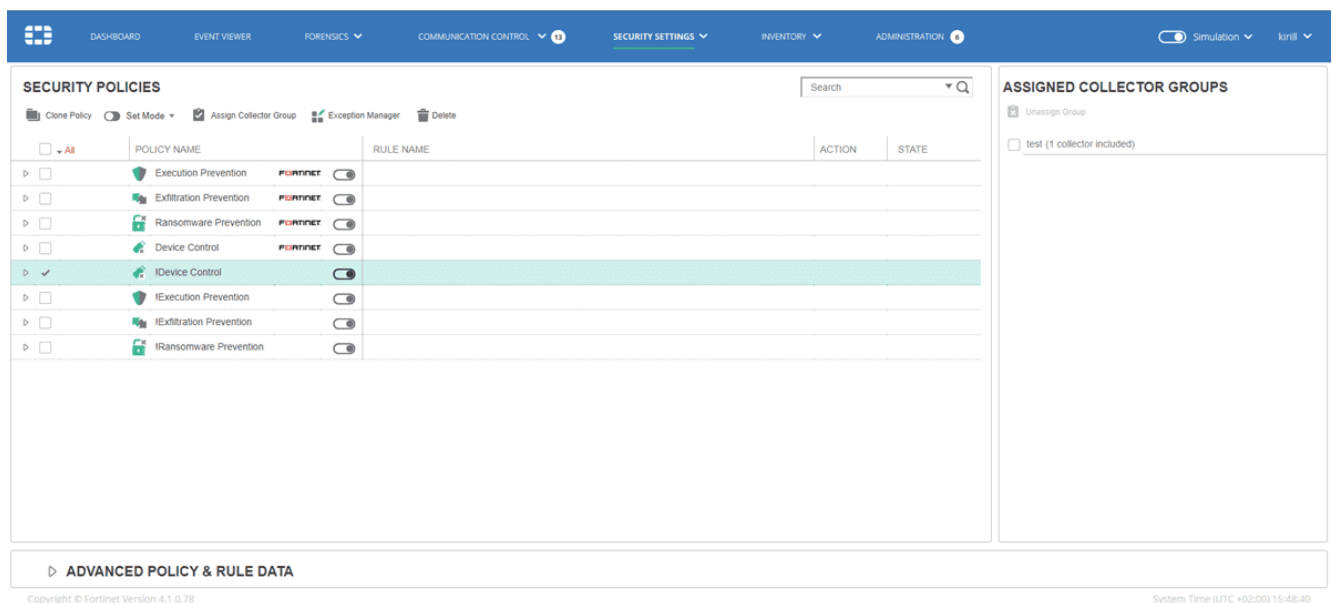 DASHBOARD EVENT VIEWER FORENSICS COMMUNICATION CONTROL 13 SECURITY SETTINGS INVENTORY ADMINISTRATION 6 Simulation kirill
SECURITY POLICIES
Search
Clone Policy Set Mode Assign Collector Group Exception Manager Delete
All POLICY NAME RULE NAME ACTION STATE
Execution Prevention FORTINET
Exfiltration Prevention FORTINET
Ransomware Prevention FORTINET
Device Control FORTINET
!Device Control
!Execution Prevention
!Exfiltration Prevention
!Ransomware Prevention
ASSIGNED COLLECTOR GROUPS
Unassign Group
test (1 collector included)
ADVANCED POLICY & RULE DATA
Copyright © Fortinet Version 4.1.0.78
System Time (UTC +02:00) 15:48:40